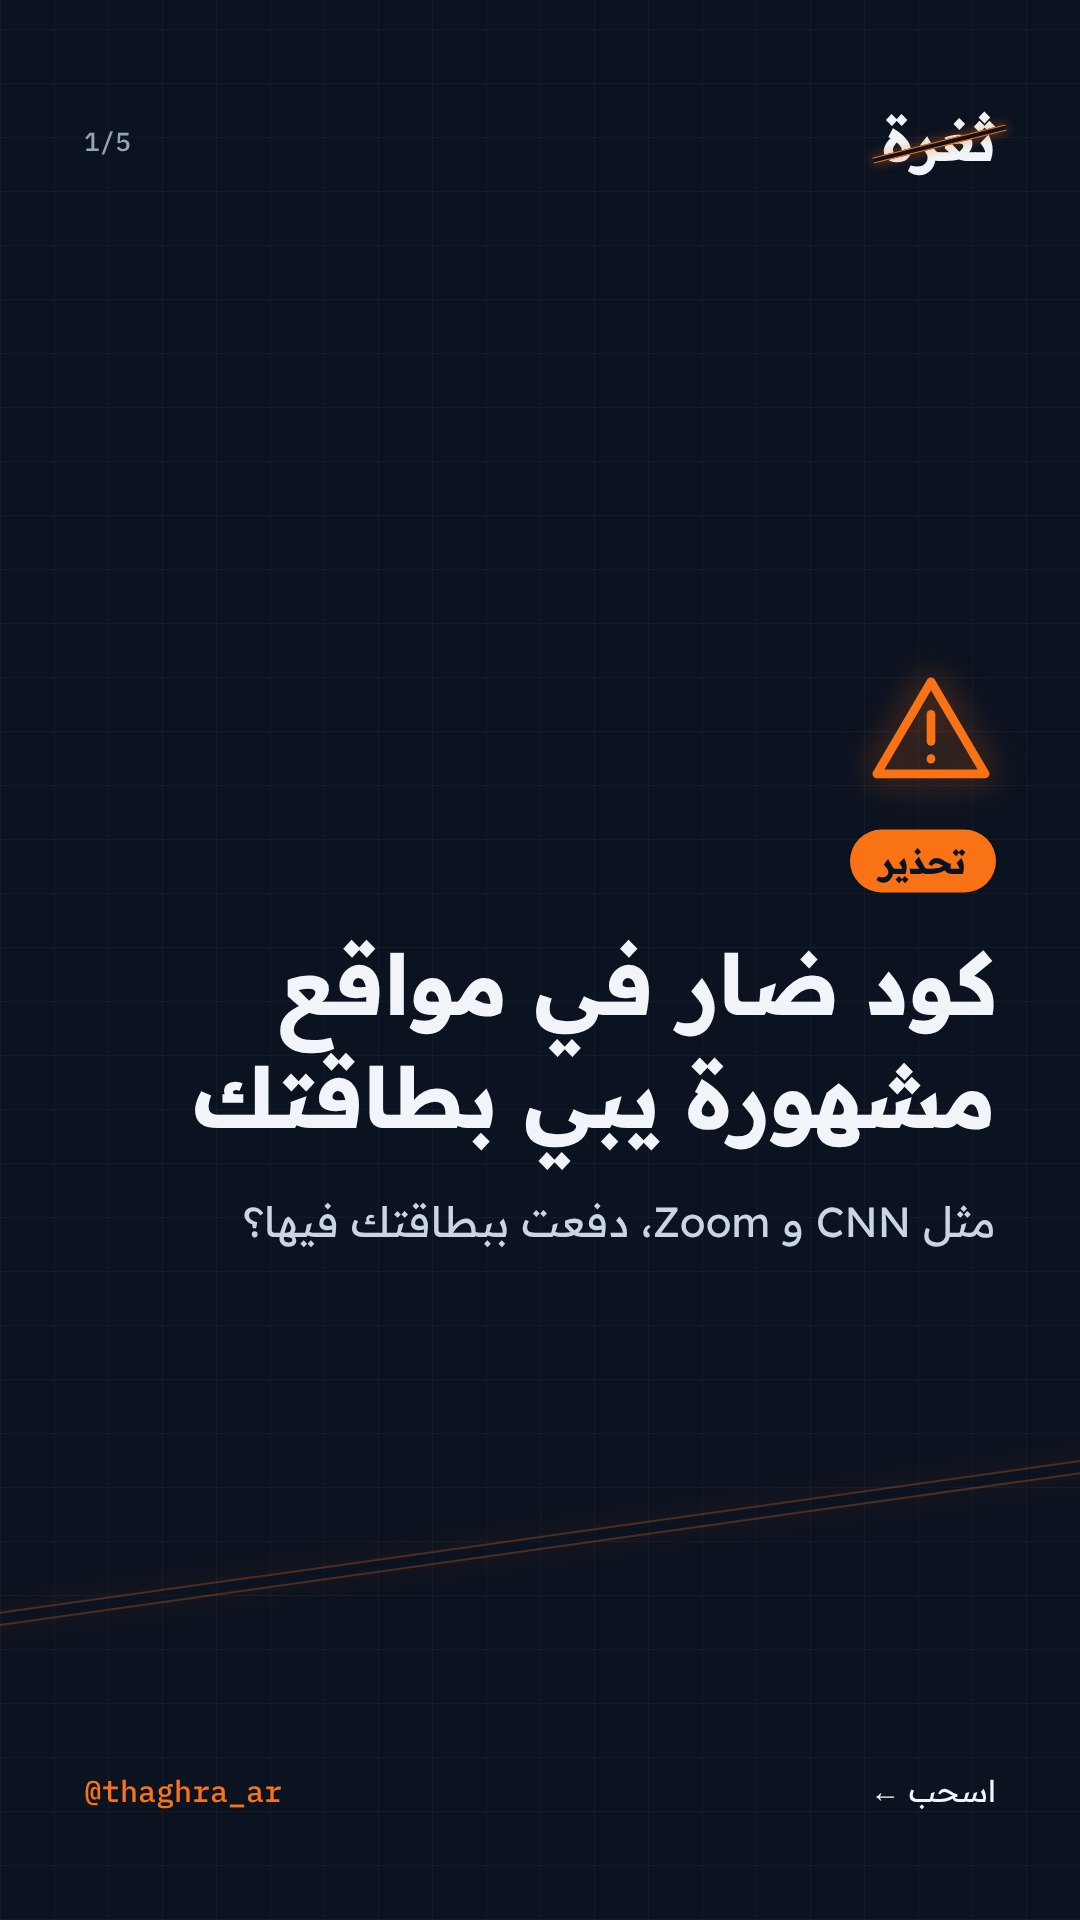 ثغرة
1/5
تحذير
كود ضار في مواقع
مشهورة يبي بطاقتك
مثل CNN و Zoom، دفعت ببطاقتك فيها؟
اسحب ←
@thaghra_ar